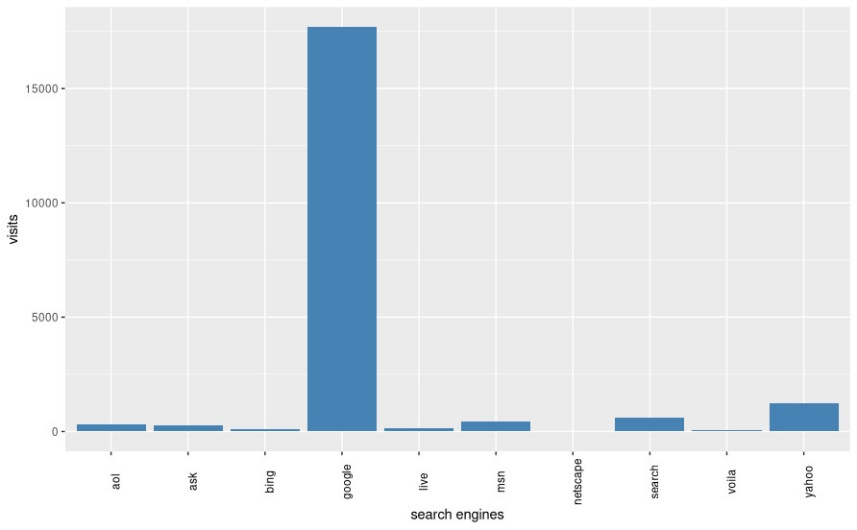 15000
10000
5000
0
visits
aol
ask
bing
google
live
msn
netscape
search
voila
yahoo
search engines